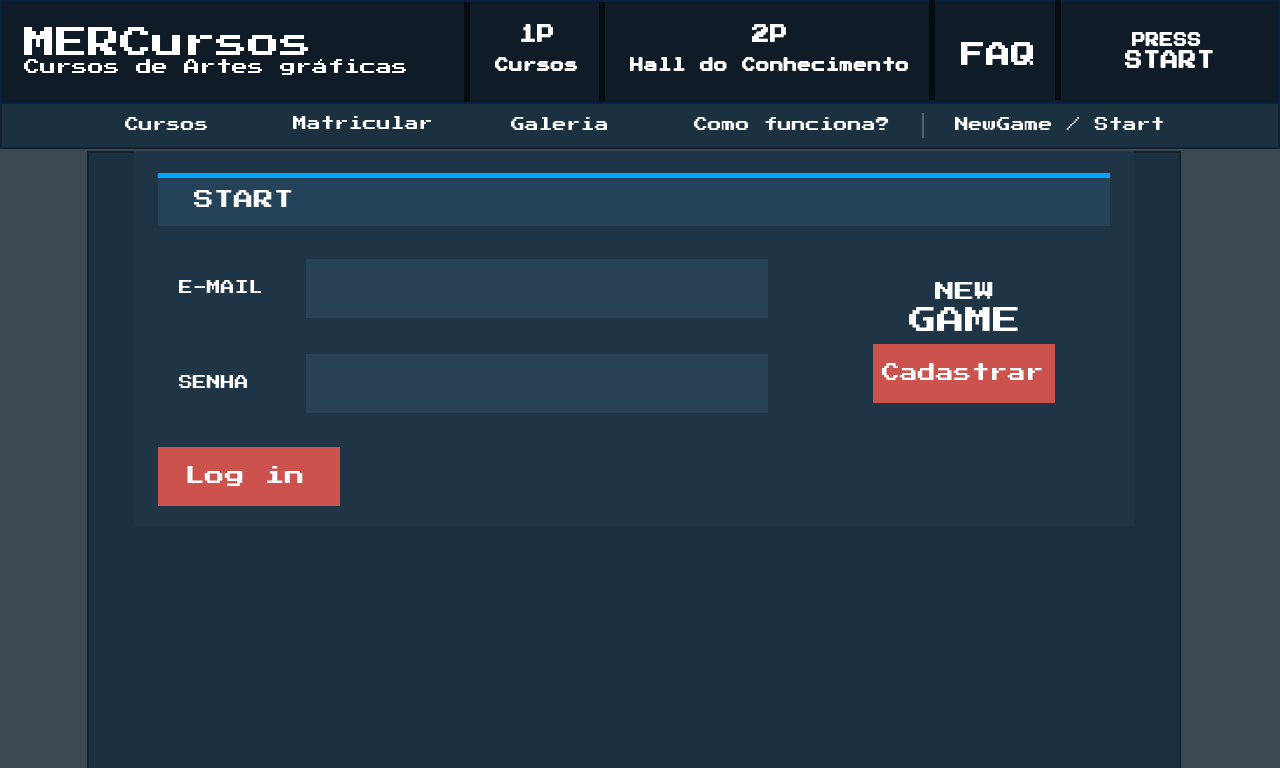 MERCursos
Cursos de Artes gráficas
1P
Cursos
2P
Hall do Conhecimento
FAQ
PRESS
START
Cursos
Matricular
Galeria
Como funciona?
NewGame / Start
START
E-MAIL
SENHA
Log in
NEW
GAME
Cadastrar